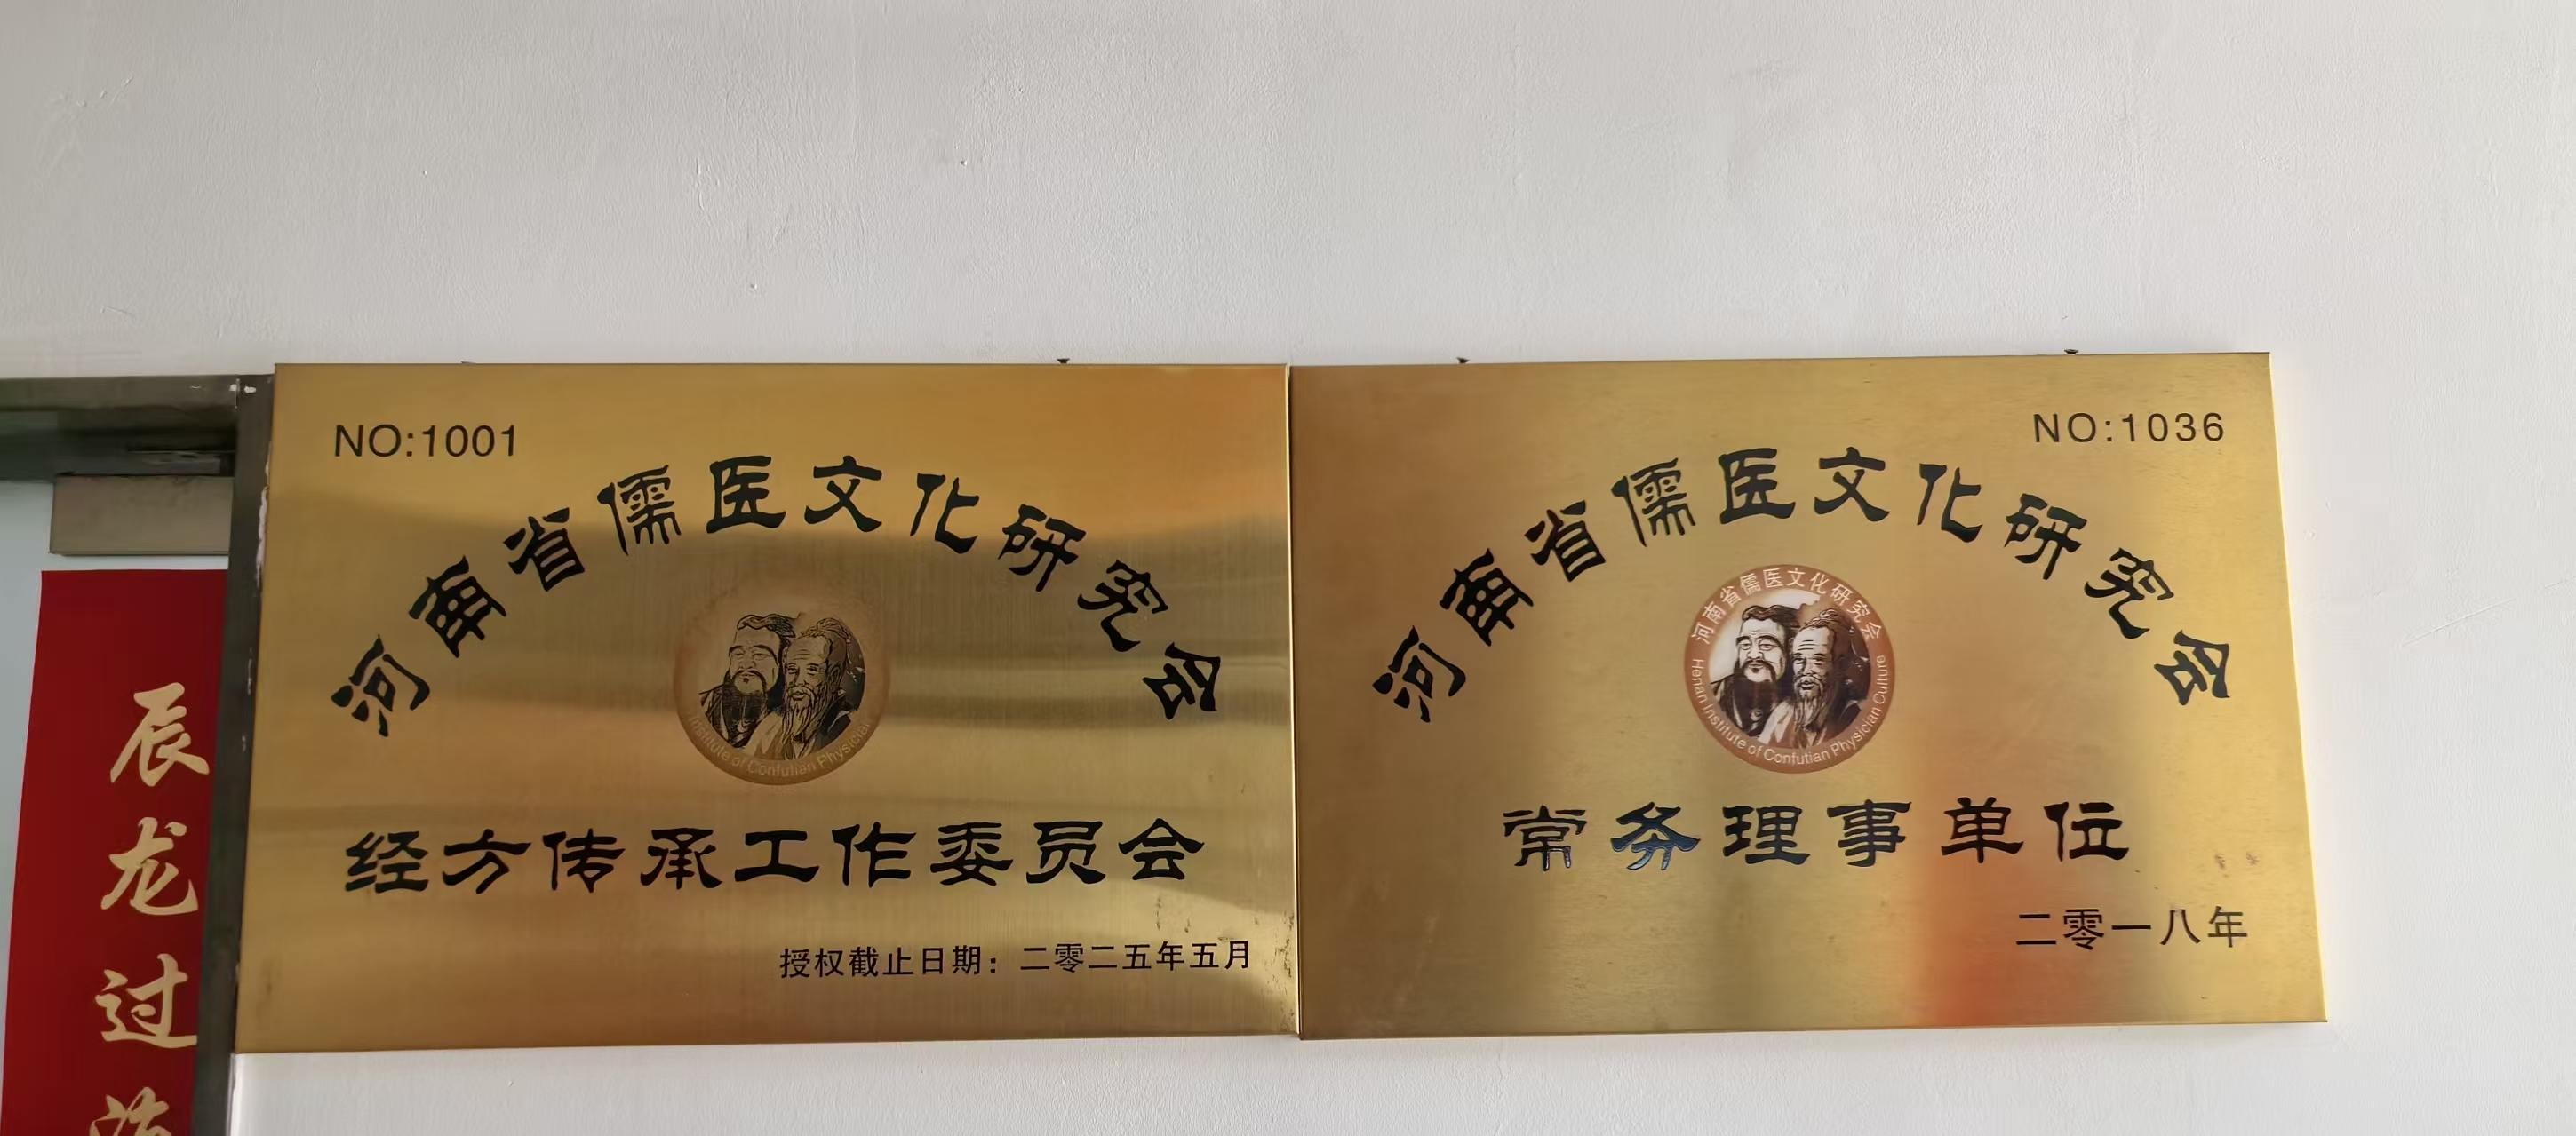 NO:1001
河南省儒医文化研究会
Institute of Confutian Physician
经方传承工作委员会
授权截止日期：二零二五年五月
NO:1036
河南省儒医文化研究会
河南省儒医文化研究会
Henan Institute of Confutian Physician Culture
常务理事单位
二零一八年
辰龙过